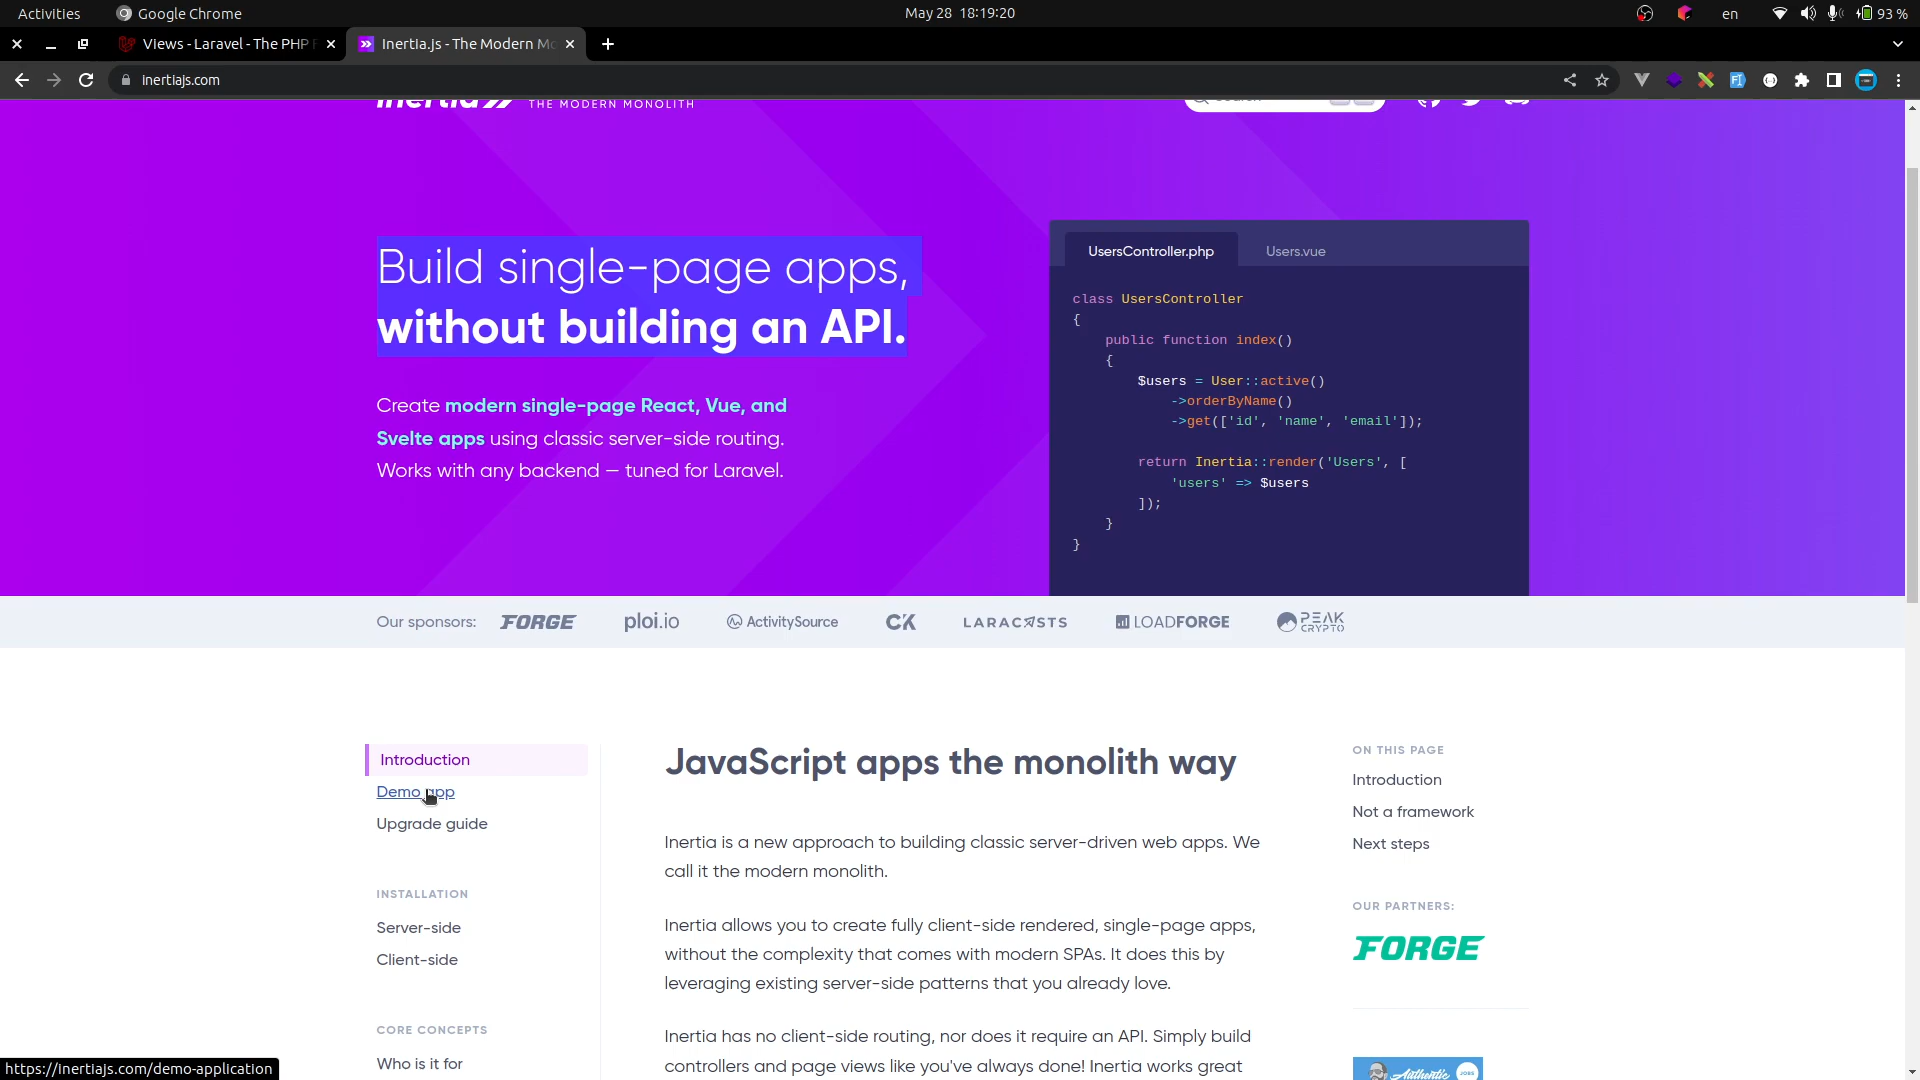 Activities
Google Chrome
May 28 18:19:20
en
93 %
Views - Laravel - The PHP F
Inertia.js - The Modern Mo
inertiajs.com
inertia
THE MODERN MONOLITH
Search
Build single-page apps,
without building an API.
Create modern single-page React, Vue, and
Svelte apps using classic server-side routing.
Works with any backend — tuned for Laravel.
UsersController.php
Users.vue
class UsersController
{
public function index()
{
$users = User::active()
->orderByName()
->get(['id', 'name', 'email']);
return Inertia::render('Users', [
'users' => $users
]);
}
}
Our sponsors:
FORGE
ploi.io
ActivitySource
CK
LARACASTS
LOADFORGE
PEAK
CRYPTO
Introduction
Demo app
Upgrade guide
INSTALLATION
Server-side
Client-side
CORE CONCEPTS
Who is it for
JavaScript apps the monolith way
Inertia is a new approach to building classic server-driven web apps. We
call it the modern monolith.
Inertia allows you to create fully client-side rendered, single-page apps,
without the complexity that comes with modern SPAs. It does this by
leveraging existing server-side patterns that you already love.
Inertia has no client-side routing, nor does it require an API. Simply build
controllers and page views like you've always done! Inertia works great
ON THIS PAGE
Introduction
Not a framework
Next steps
OUR PARTNERS:
FORGE
Authentic
JOBS
https://inertiajs.com/demo-application